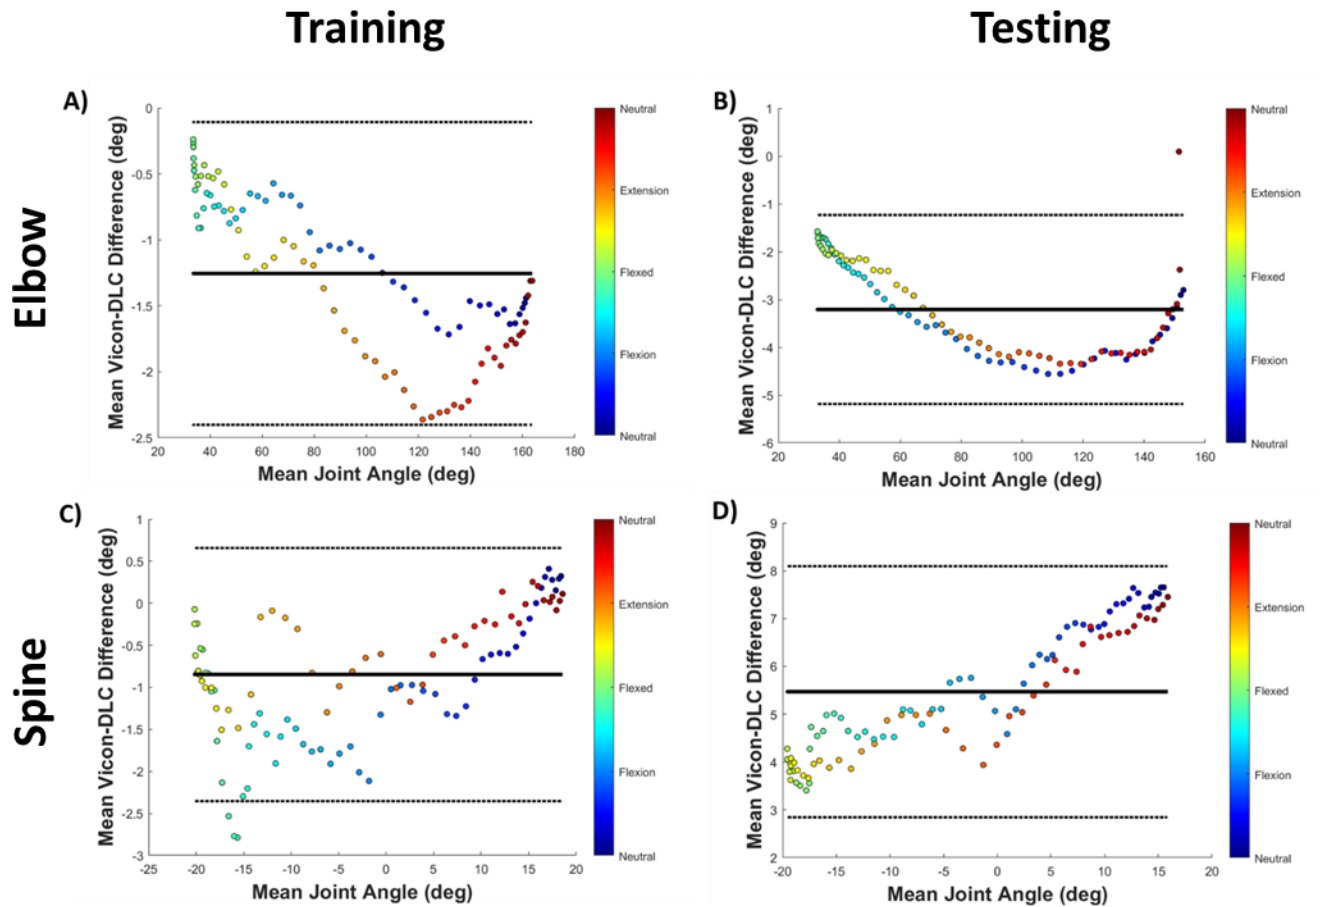 Training
Testing
Elbow
Spine
A)
Mean Vicon-DLC Difference (deg)
0
-0.5
-1
-1.5
-2
-2.5
20
40
60
80
100
120
140
160
180
Mean Joint Angle (deg)
Neutral
Extension
Flexed
Flexion
Neutral
B)
Mean Vicon-DLC Difference (deg)
1
0
-1
-2
-3
-4
-5
-6
20
40
60
80
100
120
140
160
Mean Joint Angle (deg)
Neutral
Extension
Flexed
Flexion
Neutral
C)
Mean Vicon-DLC Difference (deg)
1
0.5
0
-0.5
-1
-1.5
-2
-2.5
-3
-25
-20
-15
-10
-5
0
5
10
15
20
Mean Joint Angle (deg)
Neutral
Extension
Flexed
Flexion
Neutral
D)
Mean Vicon-DLC Difference (deg)
9
8
7
6
5
4
3
2
-20
-15
-10
-5
0
5
10
15
20
Mean Joint Angle (deg)
Neutral
Extension
Flexed
Flexion
Neutral